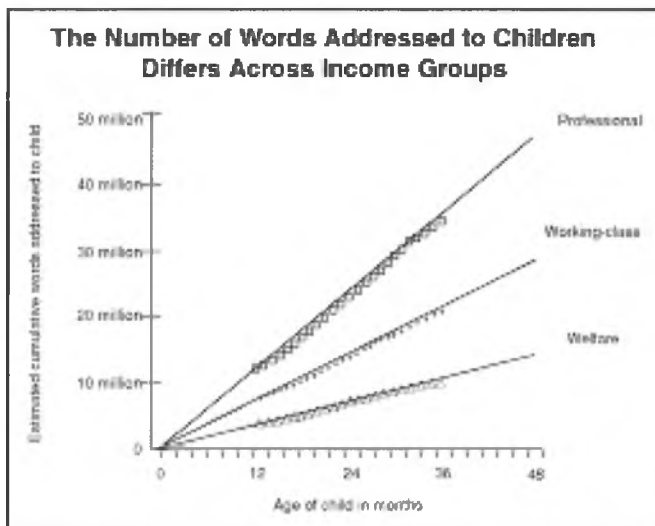 The Number of Words Addressed to Children
Differs Across Income Groups
Estimated cumulative words addressed to child
50 million
40 million
30 million
20 million
10 million
0
Professional
Working-class
Welfare
0 12 24 36 48
Age of child in months